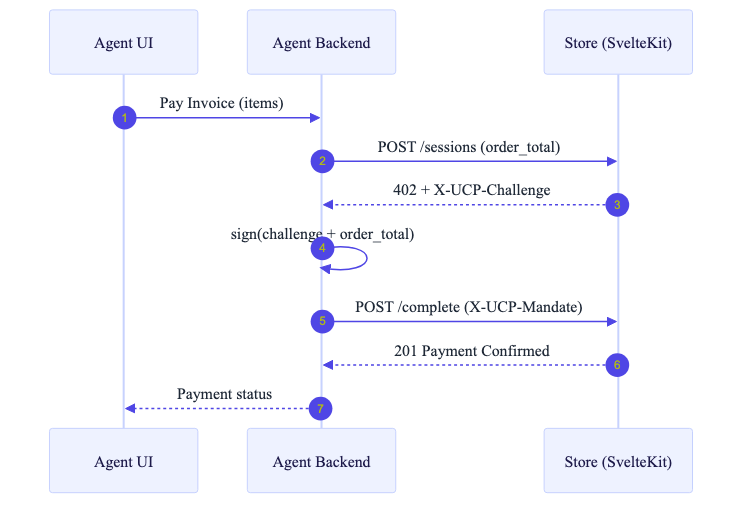 Agent UI
Agent Backend
Store (SvelteKit)
Pay Invoice (items)
1
POST /sessions (order_total)
2
402 + X-UCP-Challenge
3
sign(challenge + order_total)
4
POST /complete (X-UCP-Mandate)
5
201 Payment Confirmed
6
Payment status
7
Agent UI
Agent Backend
Store (SvelteKit)